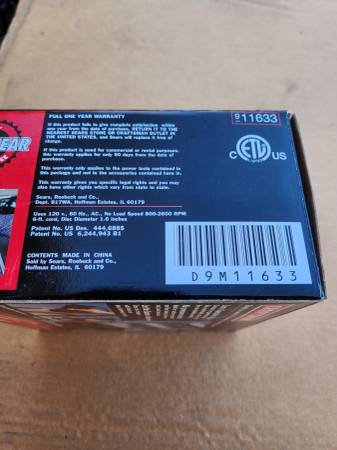 FULL ONE YEAR WARRANTY
If this product fails to give complete satisfaction within
one year from the date of purchase, RETURN IT TO THE
NEAREST SEARS STORE OR CRAFTSMAN OUTLET IN
THE UNITED STATES, and Sears will replace it free of
charge.
If this product is used for commercial or rental purposes,
this warranty applies for only 90 days from the date of
purchase.
This warranty only applies to the power tools contained in
this package and not to the accessories contained here in.
This warranty gives you specific legal rights and you may
also have other rights which vary from state to state.
Sears, Roebuck and Co.,
Dept. 817WA, Hoffman Estates, IL 60179
Uses 120 v., 60 Hz., AC., No Load Speed 800-2600 RPM
6-ft. cord, Disc Diameter 1.6 inches
Patent No. US Des. 444,688S
Patent No. US 6,244,943 B1
CONTENTS MADE IN CHINA
Sold by Sears, Roebuck and Co.,
Hoffman Estates, IL 60179
911633
C ETL US
D9M11633